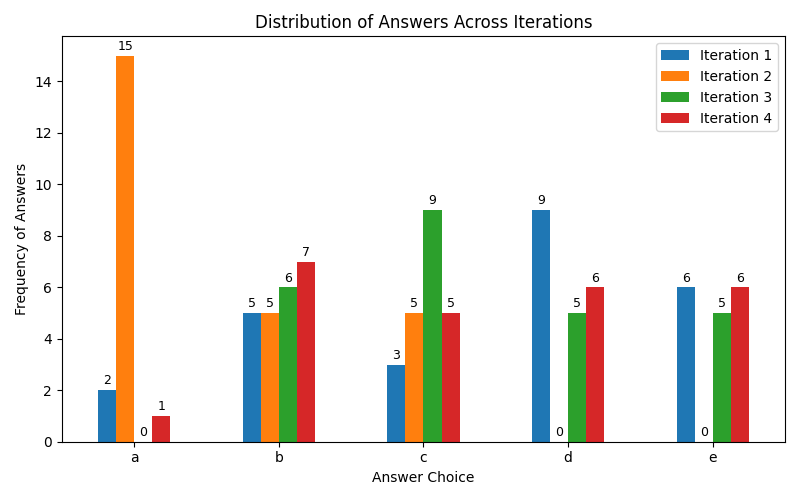 Distribution of Answers Across Iterations
Frequency of Answers
14
12
10
8
6
4
2
0
2
15
0
1
5
5
6
7
3
5
9
5
9
0
5
6
6
0
5
6
Iteration 1
Iteration 2
Iteration 3
Iteration 4
a
b
c
d
e
Answer Choice